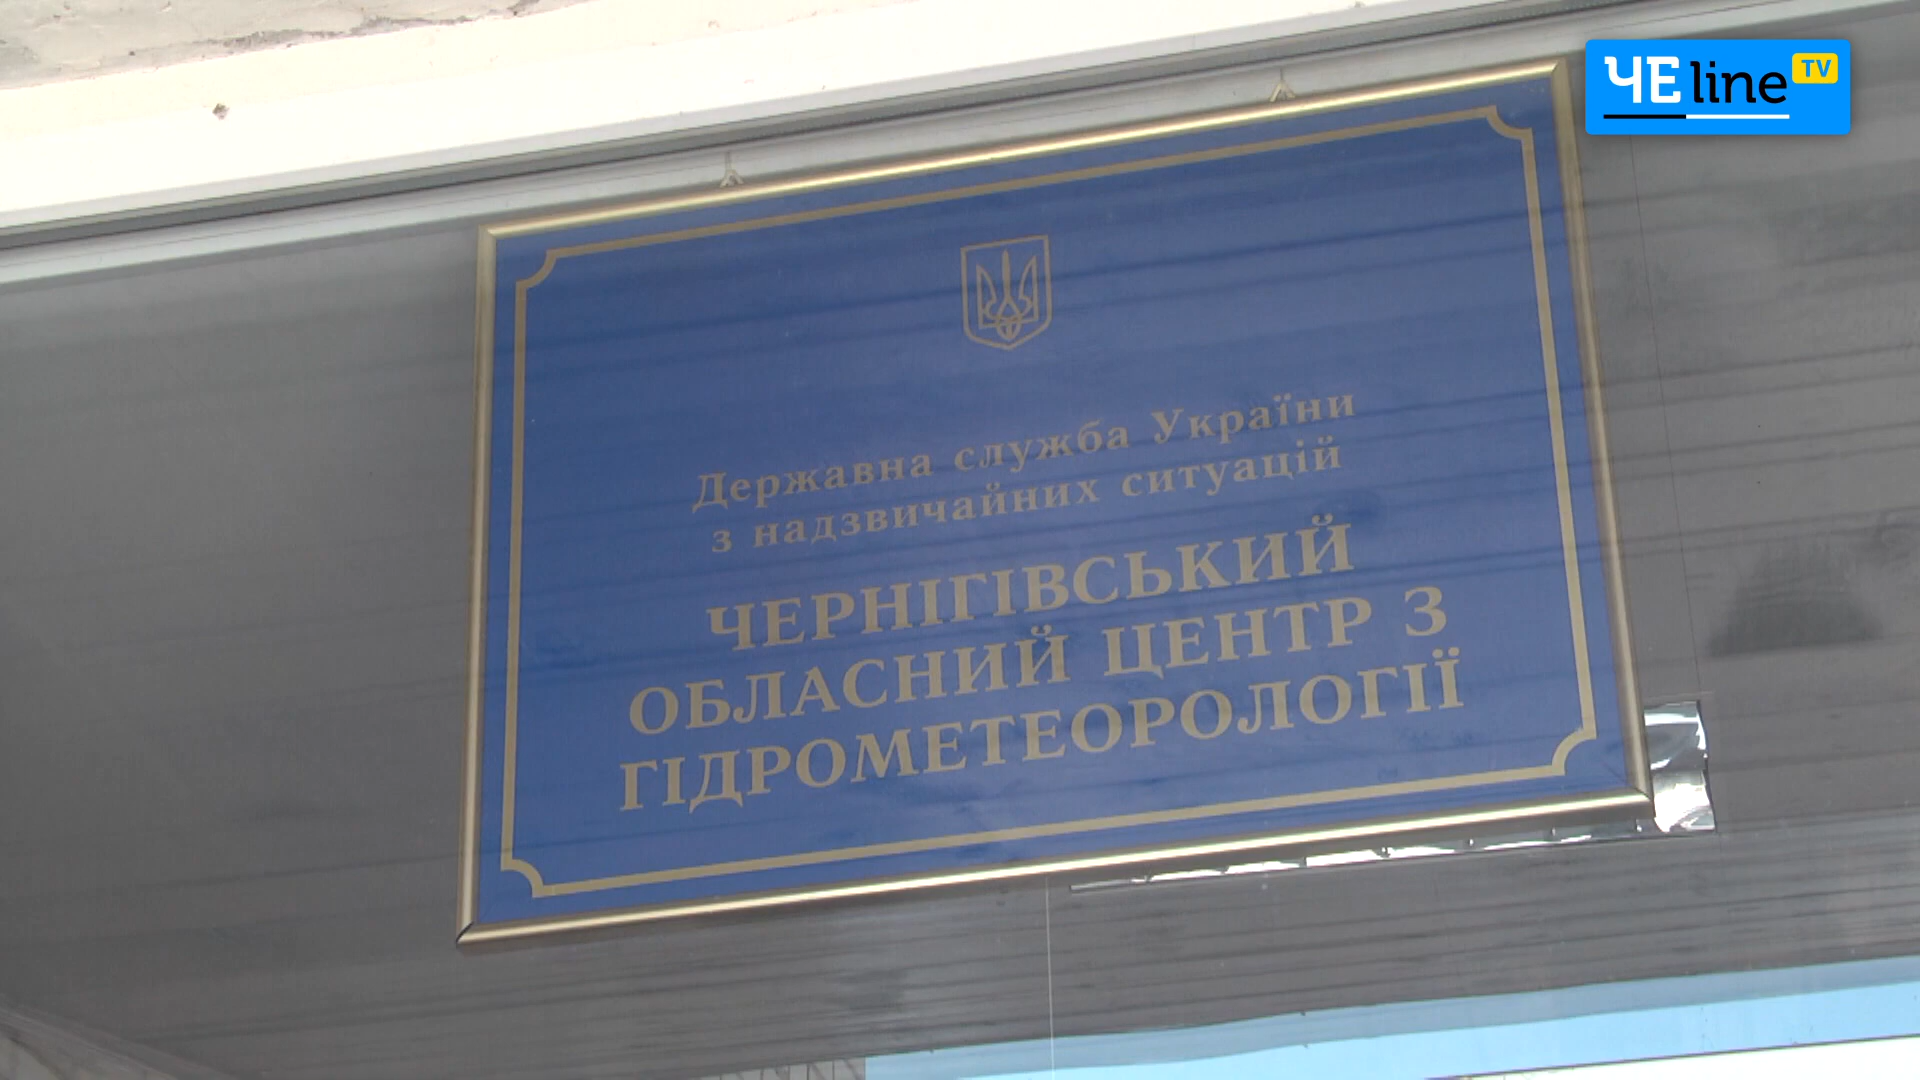 ЧЕline TV
Державна служба України
з надзвичайних ситуацій
ЧЕРНІГІВСЬКИЙ
ОБЛАСНИЙ ЦЕНТР З
ГІДРОМЕТЕОРОЛОГІЇ